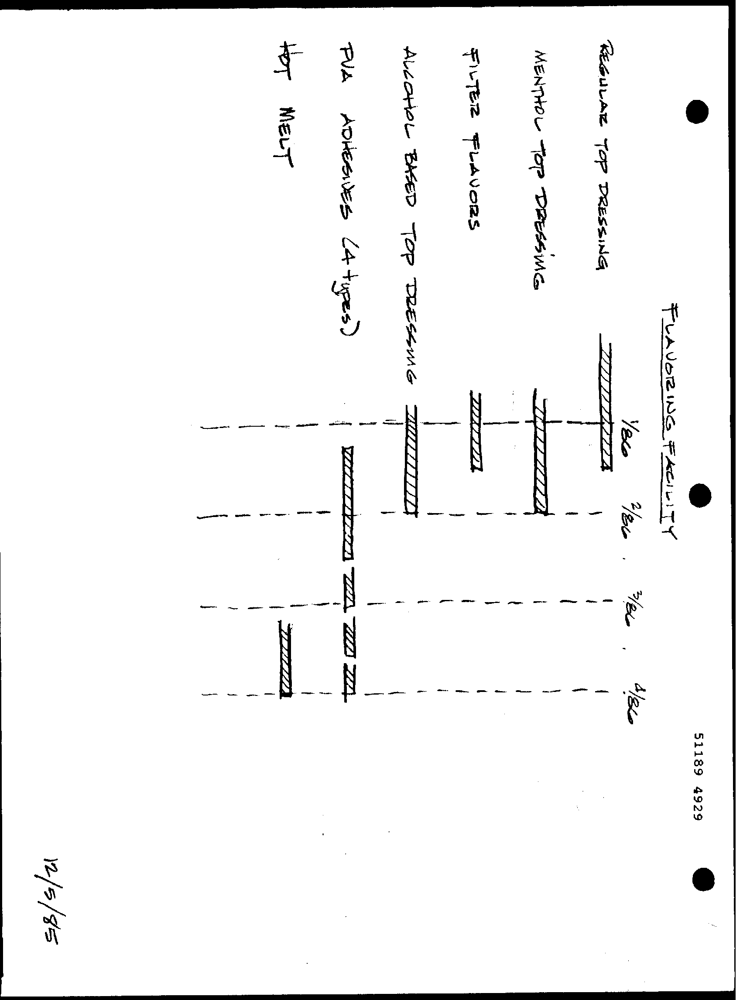 FLAVORING FACILITY
1/86 2/86 3/86 4/86
REGULAR TOP DRESSING
MENTHOL TOP DRESSING
FILTER FLAVORS
ALCOHOL BASED TOP DRESSING
PVA ADHESIVES (4 types)
HOT MELT
51189 4929
12/5/85